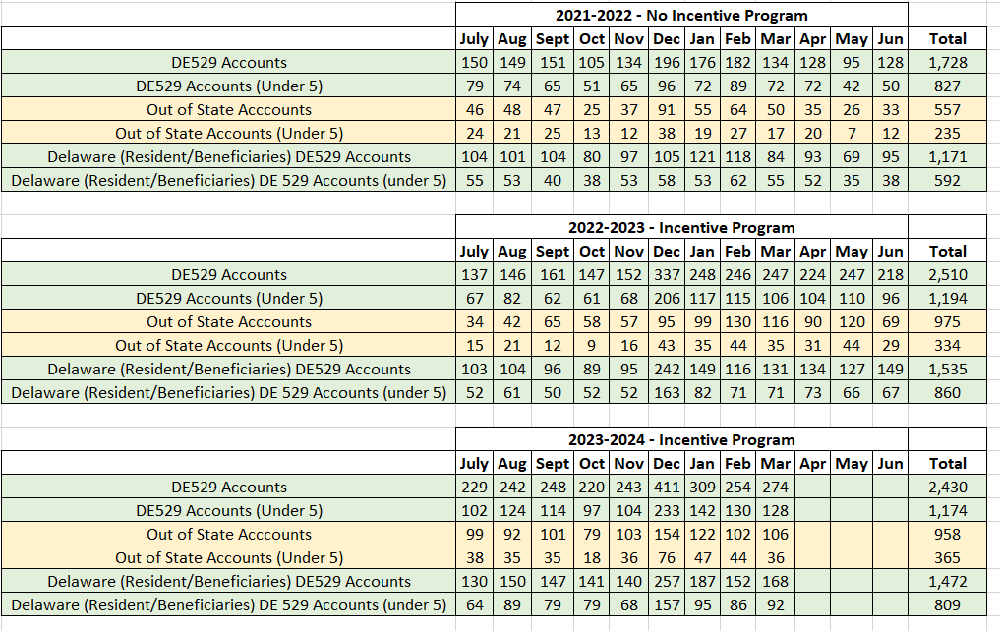 2021-2022 - No Incentive Program
July Aug Sept Oct Nov Dec Jan Feb Mar Apr May Jun Total
DE529 Accounts 150 149 151 105 134 196 176 182 134 128 95 128 1,728
DE529 Accounts (Under 5) 79 74 65 51 65 96 72 89 72 72 42 50 827
Out of State Acccounts 46 48 47 25 37 91 55 64 50 35 26 33 557
Out of State Accounts (Under 5) 24 21 25 13 12 38 19 27 17 20 7 12 235
Delaware (Resident/Beneficiaries) DE529 Accounts 104 101 104 80 97 105 121 118 84 93 69 95 1,171
Delaware (Resident/Beneficiaries) DE 529 Accounts (under 5) 55 53 40 38 53 58 53 62 55 52 35 38 592
2022-2023 - Incentive Program
July Aug Sept Oct Nov Dec Jan Feb Mar Apr May Jun Total
DE529 Accounts 137 146 161 147 152 337 248 246 247 224 247 218 2,510
DE529 Accounts (Under 5) 67 82 62 61 68 206 117 115 106 104 110 96 1,194
Out of State Acccounts 34 42 65 58 57 95 99 130 116 90 120 69 975
Out of State Accounts (Under 5) 15 21 12 9 16 43 35 44 35 31 44 29 334
Delaware (Resident/Beneficiaries) DE529 Accounts 103 104 96 89 95 242 149 116 131 134 127 149 1,535
Delaware (Resident/Beneficiaries) DE 529 Accounts (under 5) 52 61 50 52 52 163 82 71 71 73 66 67 860
2023-2024 - Incentive Program
July Aug Sept Oct Nov Dec Jan Feb Mar Apr May Jun Total
DE529 Accounts 229 242 248 220 243 411 309 254 274 2,430
DE529 Accounts (Under 5) 102 124 114 97 104 233 142 130 128 1,174
Out of State Acccounts 99 92 101 79 103 154 122 102 106 958
Out of State Accounts (Under 5) 38 35 35 18 36 76 47 44 36 365
Delaware (Resident/Beneficiaries) DE529 Accounts 130 150 147 141 140 257 187 152 168 1,472
Delaware (Resident/Beneficiaries) DE 529 Accounts (under 5) 64 89 79 79 68 157 95 86 92 809